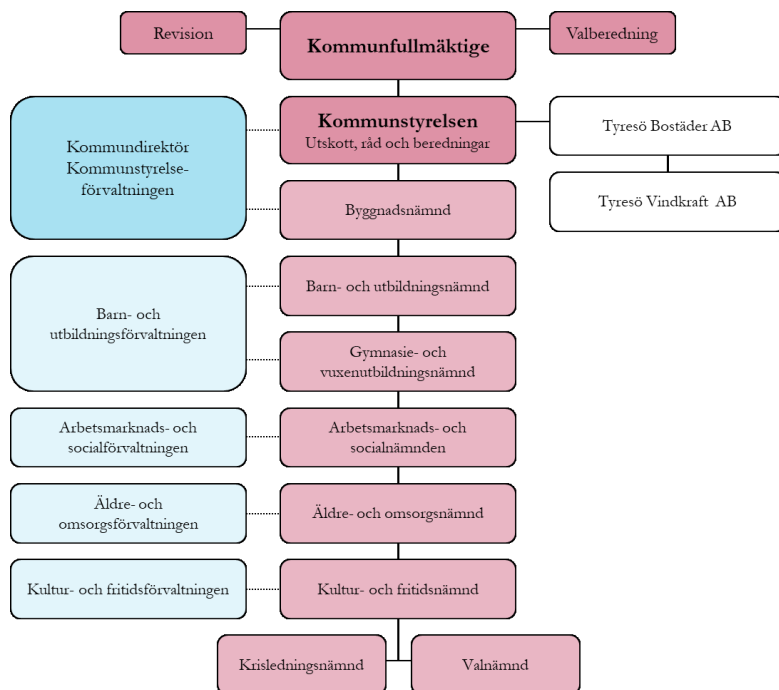 Revision
Kommunfullmäktige
Valberedning
Kommundirektör
Kommunstyrelse-
förvaltningen
Kommunstyrelsen
Utskott, råd och beredningar
Tyresö Bostäder AB
Tyresö Vindkraft AB
Byggnadsnämnd
Barn- och
utbildningsförvaltningen
Barn- och utbildningsnämnd
Gymnasie- och
vuxenutbildningsnämnd
Arbetsmarknads- och
socialförvaltningen
Arbetsmarknads- och
socialnämnden
Äldre- och
omsorgsförvaltningen
Äldre- och omsorgsnämnd
Kultur- och fritidsförvaltningen
Kultur- och fritidsnämnd
Krisledningsnämnd
Valnämnd